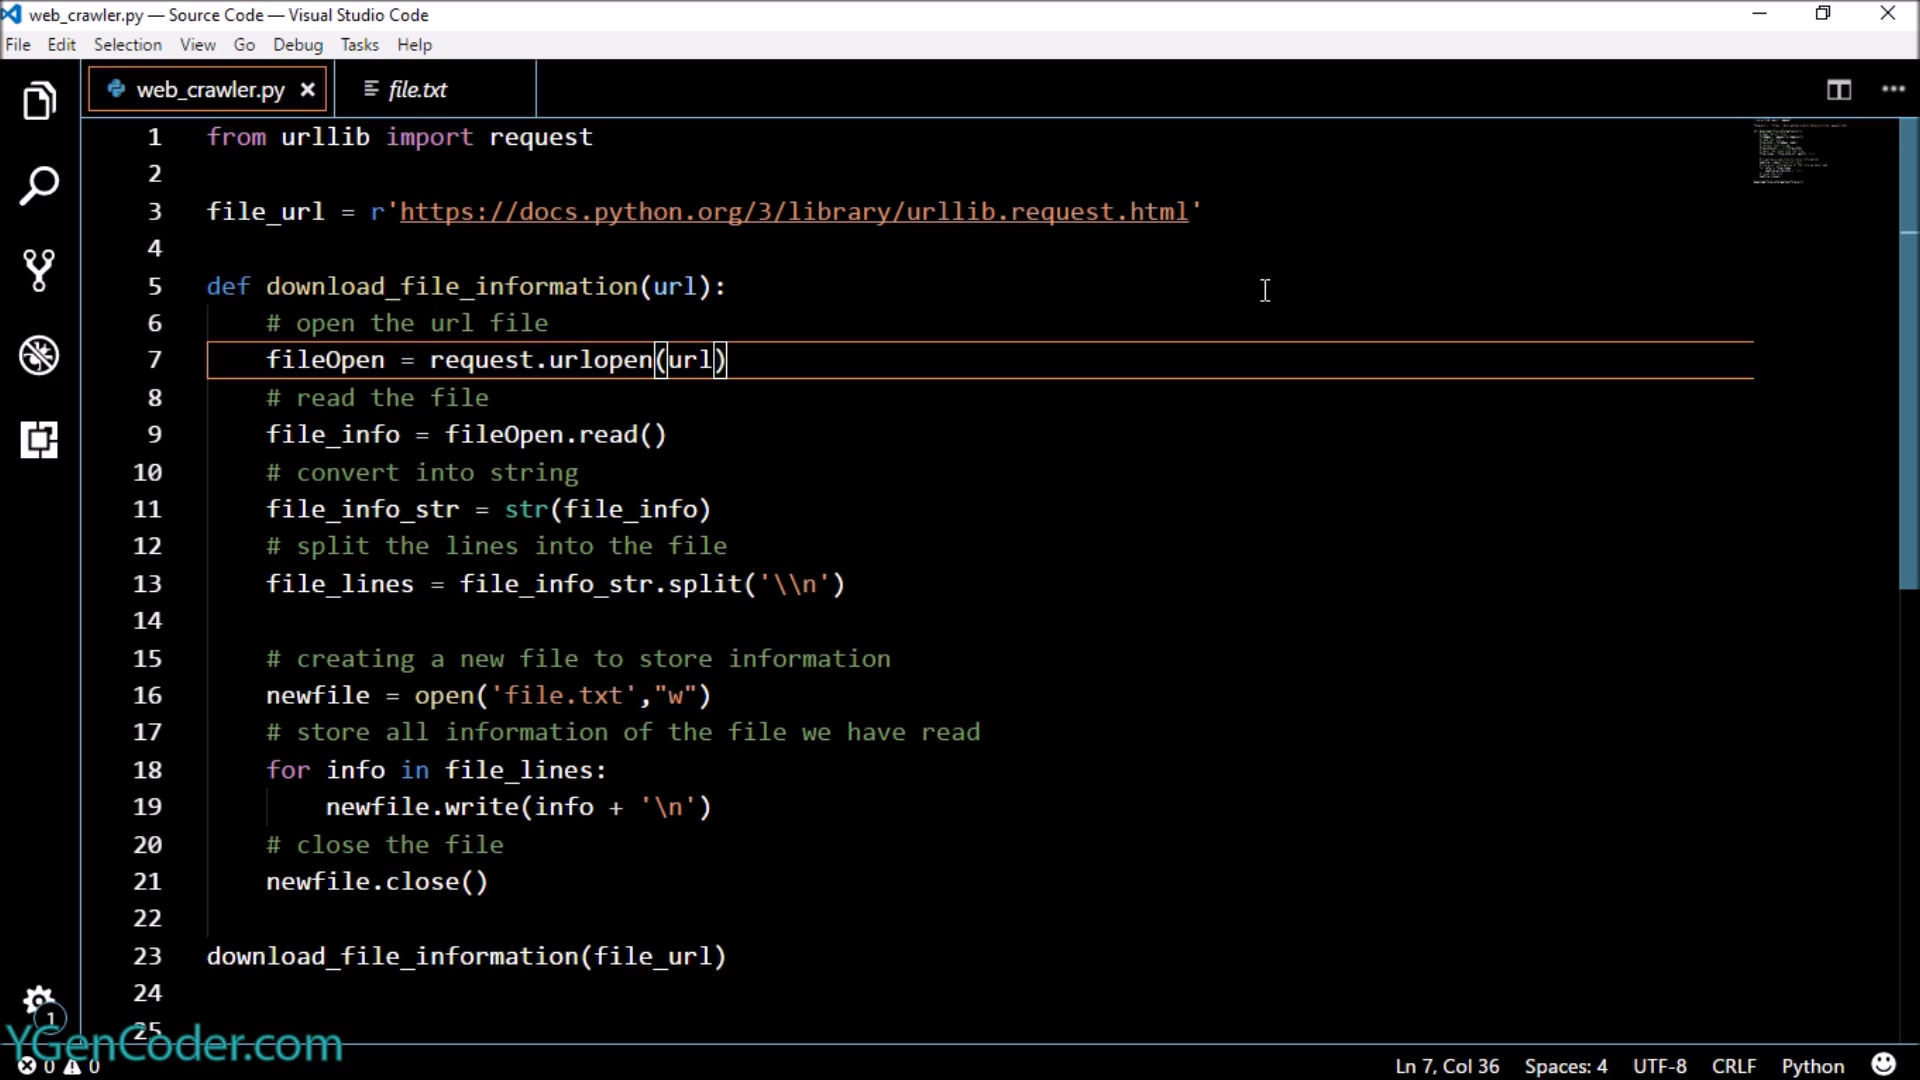 web_crawler.py — Source Code — Visual Studio Code
File Edit Selection View Go Debug Tasks Help
web_crawler.py file.txt
1 from urllib import request
2
3 file_url = r'https://docs.python.org/3/library/urllib.request.html'
4
5 def download_file_information(url):
6 # open the url file
7 fileOpen = request.urlopen(url)
8 # read the file
9 file_info = fileOpen.read()
10 # convert into string
11 file_info_str = str(file_info)
12 # split the lines into the file
13 file_lines = file_info_str.split('\\n')
14
15 # creating a new file to store information
16 newfile = open('file.txt',"w")
17 # store all information of the file we have read
18 for info in file_lines:
19 newfile.write(info + '\n')
20 # close the file
21 newfile.close()
22
23 download_file_information(file_url)
24
1
25
YGenCoder.com
0 0 Ln 7, Col 36 Spaces: 4 UTF-8 CRLF Python